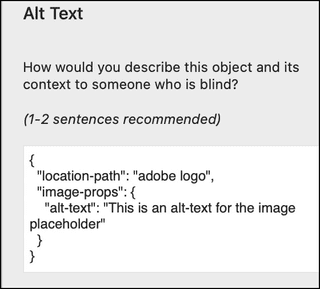 Alt Text
How would you describe this object and its
context to someone who is blind?
(1-2 sentences recommended)
{
"location-path": "adobe logo",
"image-props": {
"alt-text": "This is an alt-text for the image
placeholder"
}
}